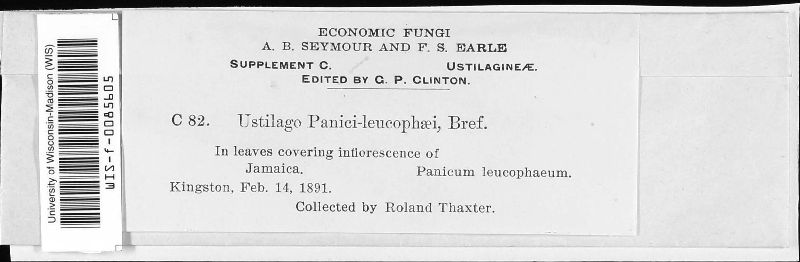 ECONOMIC FUNGI
A. B. SEYMOUR AND F. S. EARLE
SUPPLEMENT C. USTILAGINEÆ.
EDITED BY G. P. CLINTON.
C 82. Ustilago Panici-leucophæi, Bref.
In leaves covering inflorescence of
Jamaica. Panicum leucophaeum.
Kingston, Feb. 14, 1891.
Collected by Roland Thaxter.
University of Wisconsin-Madison (WIS)
WIS-f-0085605